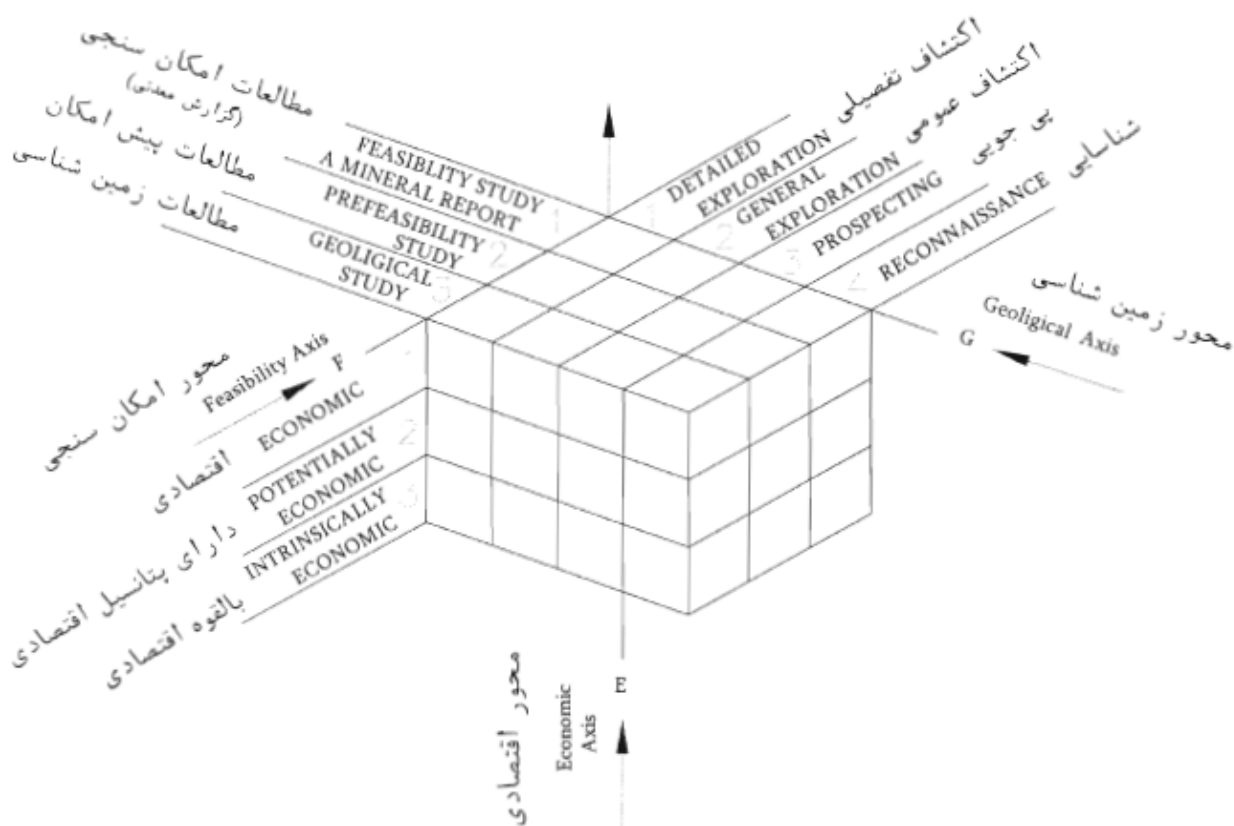 مطالعات امکان سنجی
(گزارش معدنی)
مطالعات پیش امکان
مطالعات زمین شناسی
FEASIBLITY STUDY
A MINERAL REPORT
1
PREFEASIBILITY
STUDY
2
GEOLIGICAL
STUDY
3
اکتشاف تفصیلی
اکتشاف عمومی
پی جویی
شناسایی
1
DETAILED
EXPLORATION
2
GENERAL
EXPLORATION
3
PROSPECTING
4
RECONNAISSANCE
محور زمین شناسی
Geoligical Axis
G
محور امکان سنجی
Feasibility Axis
F
اقتصادی
ECONOMIC
1
دارای پتانسیل اقتصادی
POTENTIALLY
ECONOMIC
2
بالقوه اقتصادی
INTRINSICALLY
ECONOMIC
3
محور اقتصادی
Economic
Axis
E